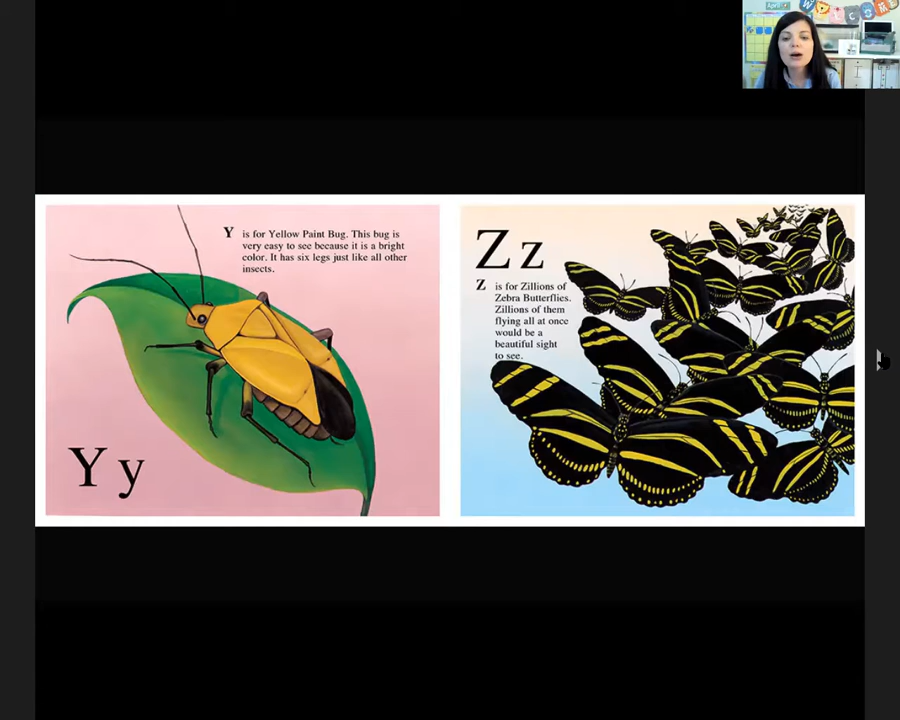 April
WELCOME
Y is for Yellow Paint Bug. This bug is
very easy to see because it is a bright
color. It has six legs just like all other
insects.
Y y
Z z
Z is for Zillions of
Zebra Butterflies.
Zillions of them
flying all at once
would be a
beautiful sight
to see.